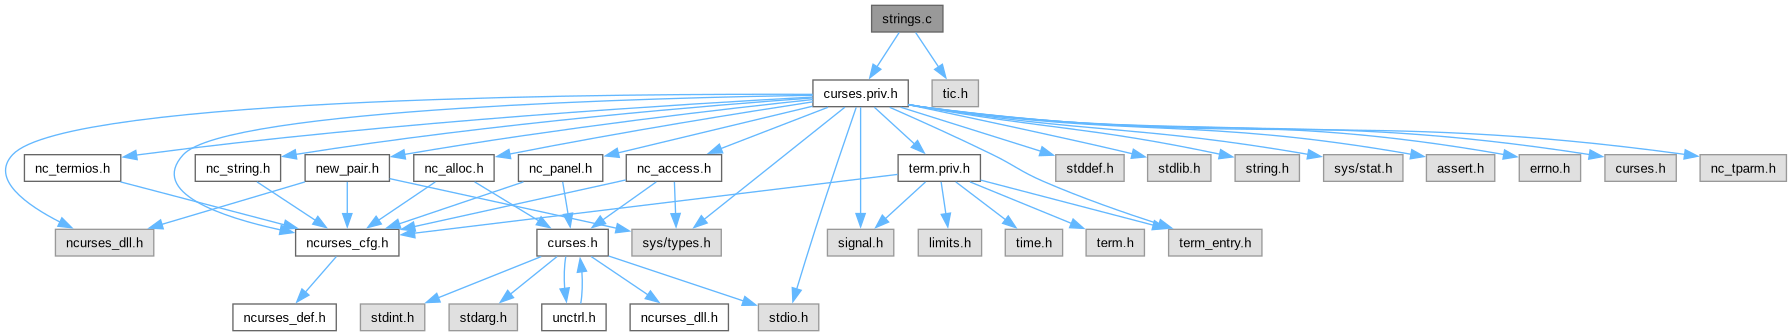 strings.c
curses.priv.h
tic.h
nc_termios.h
nc_string.h
new_pair.h
nc_alloc.h
nc_panel.h
nc_access.h
term.priv.h
stddef.h
stdlib.h
string.h
sys/stat.h
assert.h
errno.h
curses.h
nc_tparm.h
ncurses_dll.h
ncurses_cfg.h
curses.h
sys/types.h
signal.h
limits.h
time.h
term.h
term_entry.h
ncurses_def.h
stdint.h
stdarg.h
unctrl.h
ncurses_dll.h
stdio.h